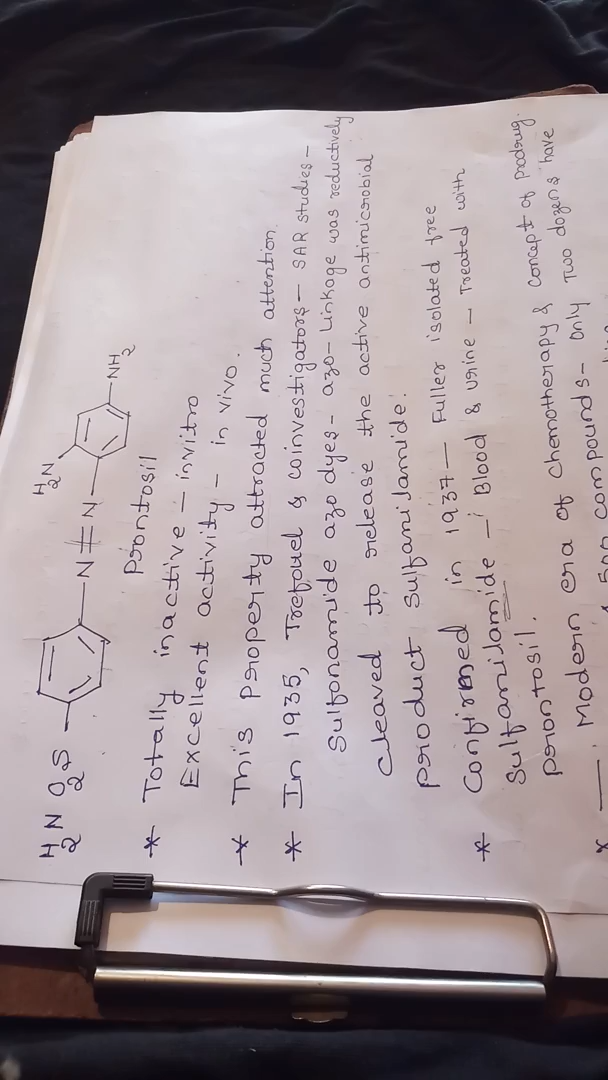 H2N O2S N=N H2N NH2
Prontosil
* Totally inactive - invitro
Excellent activity - in vivo.
* This property attracted much attention.
* In 1935, Trefouel & coinvestigators - SAR studies -
Sulfonamide azo dyes - azo-linkage was reductively
cleaved to release the active antimicrobial
product Sulfanilamide.
* Confirmed in 1937 - Fuller isolated free
Sulfanilamide - Blood & urine - Treated with
prontosil.
* Modern era of chemotherapy & concept of prodrug.
compounds - only Two dozens have